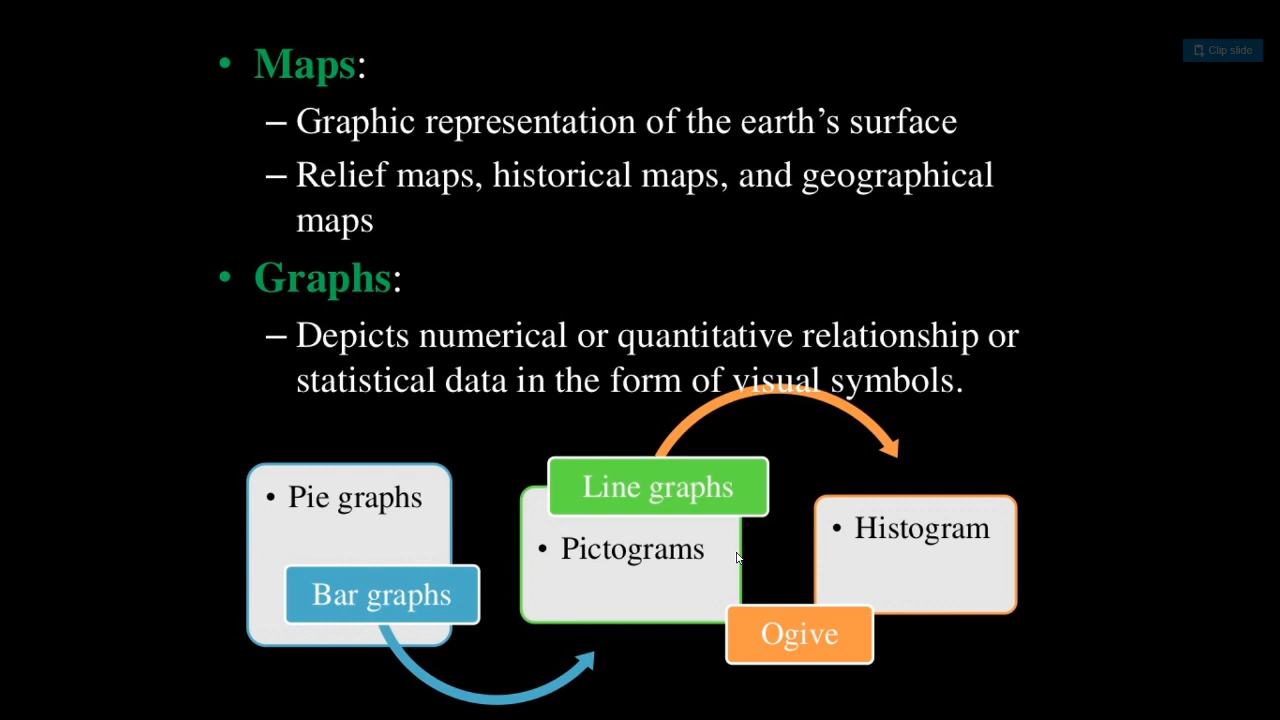 Clip slide
• Maps:
– Graphic representation of the earth’s surface
– Relief maps, historical maps, and geographical
maps
• Graphs:
– Depicts numerical or quantitative relationship or
statistical data in the form of visual symbols.
• Pie graphs
Bar graphs
Line graphs
• Pictograms
• Histogram
Ogive